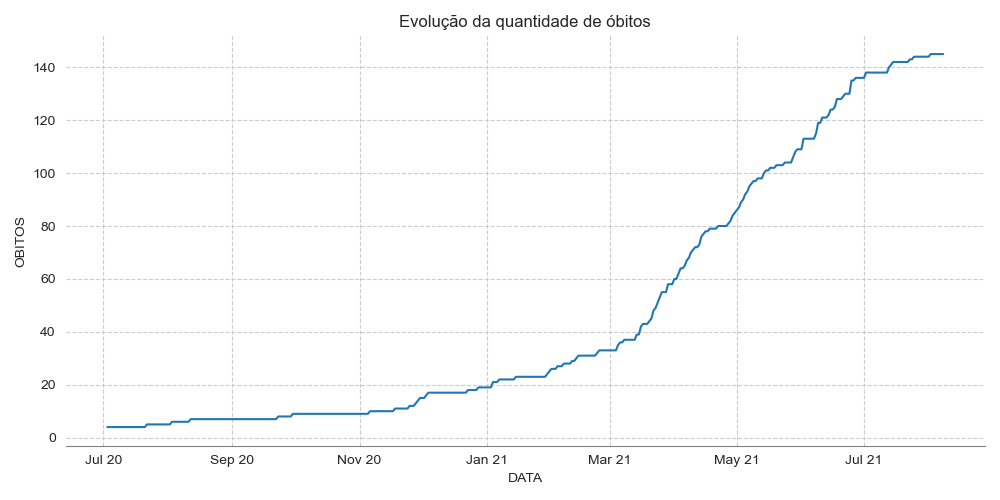 Evolução da quantidade de óbitos
OBITOS
140
120
100
80
60
40
20
0
Jul 20 Sep 20 Nov 20 Jan 21 Mar 21 May 21 Jul 21
DATA